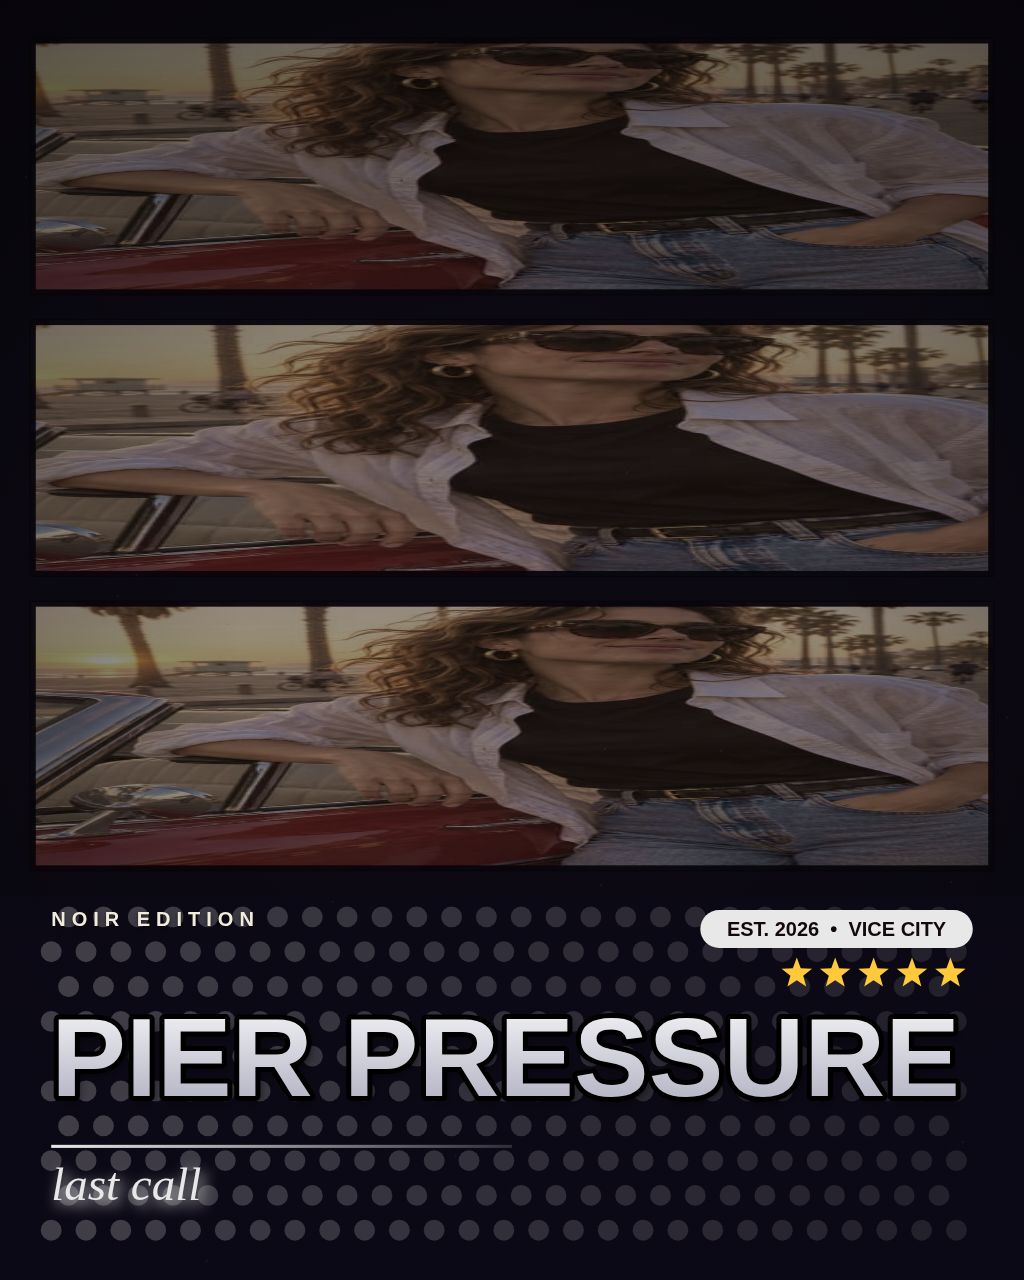 NOIR EDITION
EST. 2026 • VICE CITY
★★★★★
PIER PRESSURE
last call